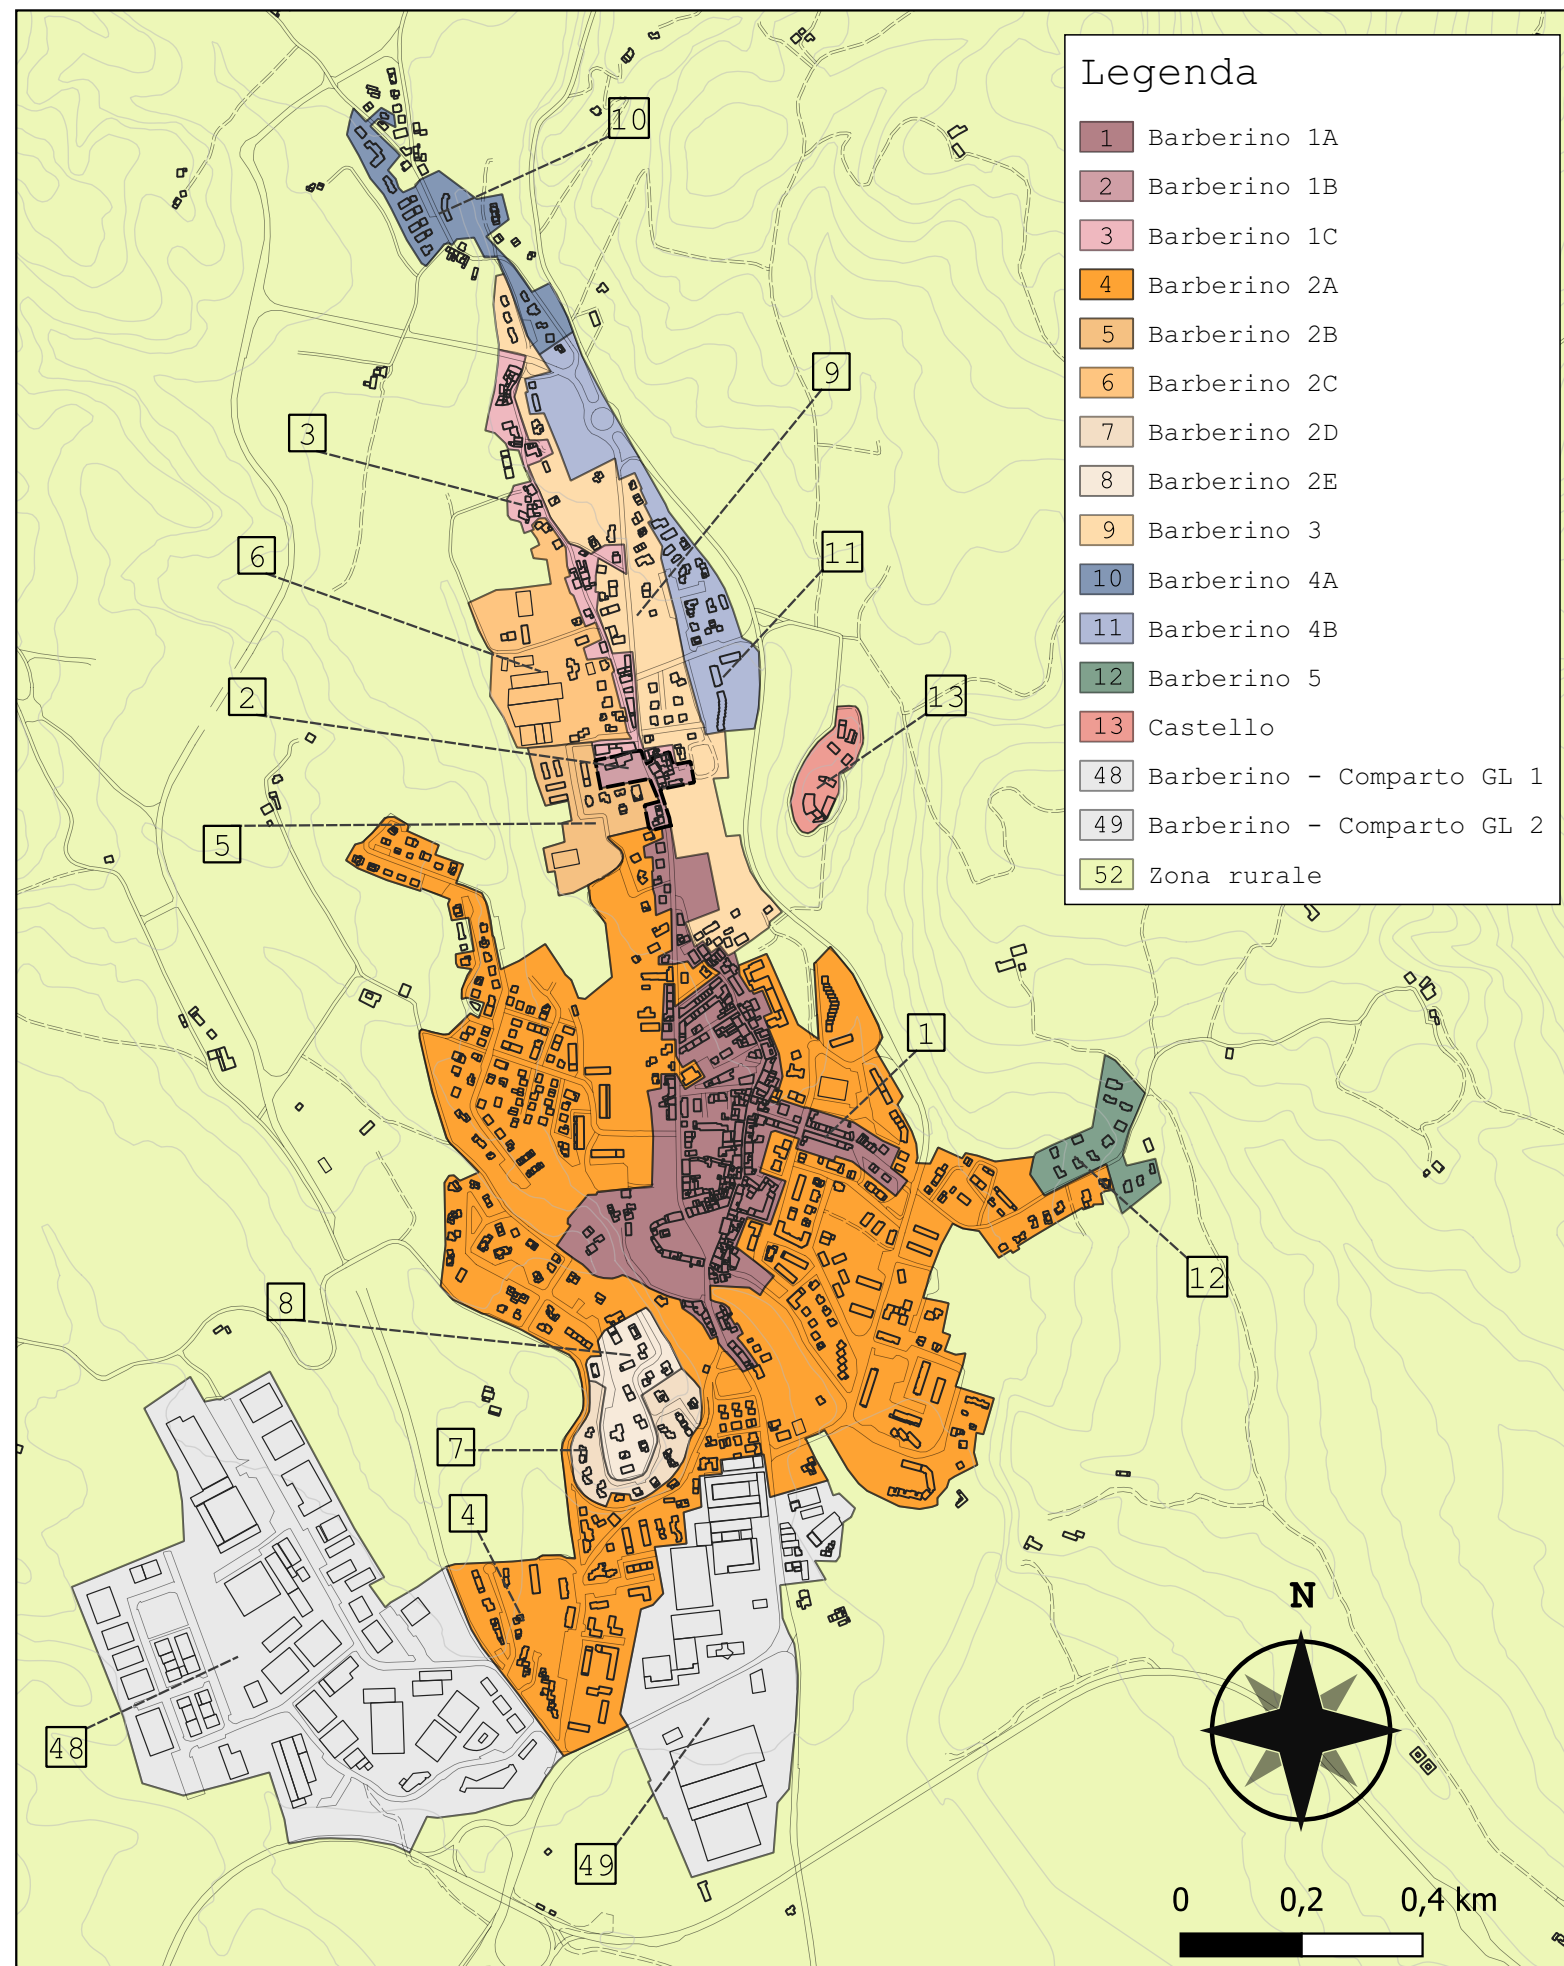 Legenda
1 Barberino 1A
2 Barberino 1B
3 Barberino 1C
4 Barberino 2A
5 Barberino 2B
6 Barberino 2C
7 Barberino 2D
8 Barberino 2E
9 Barberino 3
10 Barberino 4A
11 Barberino 4B
12 Barberino 5
13 Castello
48 Barberino - Comparto GL 1
49 Barberino - Comparto GL 2
52 Zona rurale
10
9
3
6
11
2
13
5
1
12
8
7
4
48
49
N
0 0,2 0,4 km